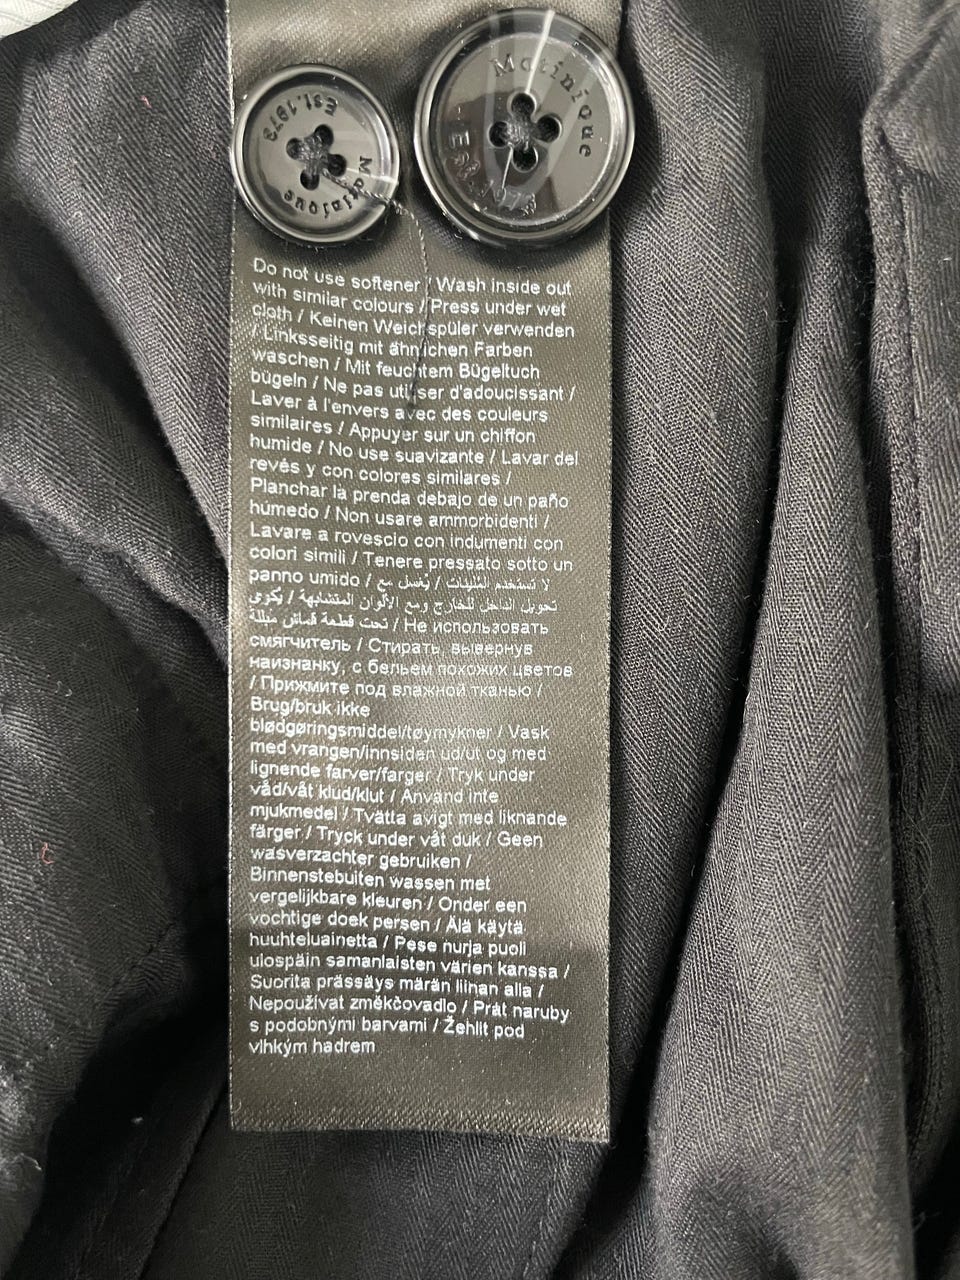 Matinique
Est. 1973
Matinique
Est. 1973
Do not use softener / Wash inside out
with similar colours / Press under wet
cloth / Keinen Weichspüler verwenden
/ Linksseitig mit ähnlichen Farben
waschen / Mit feuchtem Bügeltuch
bügeln / Ne pas utiliser d'adoucissant /
Laver à l'envers avec des couleurs
similaires / Appuyer sur un chiffon
humide / No use suavizante / Lavar del
revés y con colores similares /
Planchar la prenda debajo de un paño
húmedo / Non usare ammorbidenti /
Lavare a rovescio con indumenti con
colori simili / Tenere pressato sotto un
panno umido / لا تستخدم المُلينات / يُغسل مع
تحويل الداخل للخارج ومع الألوان المتشابهة / يُكوى
تحت قطعة قماش مبللة / Не использовать
смягчитель / Стирать, вывернув
наизнанку, с бельем похожих цветов
/ Прижмите под влажной тканью /
Brug/bruk ikke
blødgøringsmiddel/tøymykner / Vask
med vrangen/innsiden ud/ut og med
lignende farver/farger / Tryk under
våd/våt klud/klut / Använd inte
mjukmedel / Tvätta avigt med liknande
färger / Tryck under våt duk / Geen
wasverzachter gebruiken /
Binnenstebuiten wassen met
vergelijkbare kleuren / Onder een
vochtige doek persen / Älä käytä
huuhteluainetta / Pese nurja puoli
ulospäin samanlaisten värien kanssa /
Suorita prässäys märän liinan alla /
Nepoužívat změkčovadlo / Prát naruby
s podobnými barvami / Žehlit pod
vlhkým hadrem